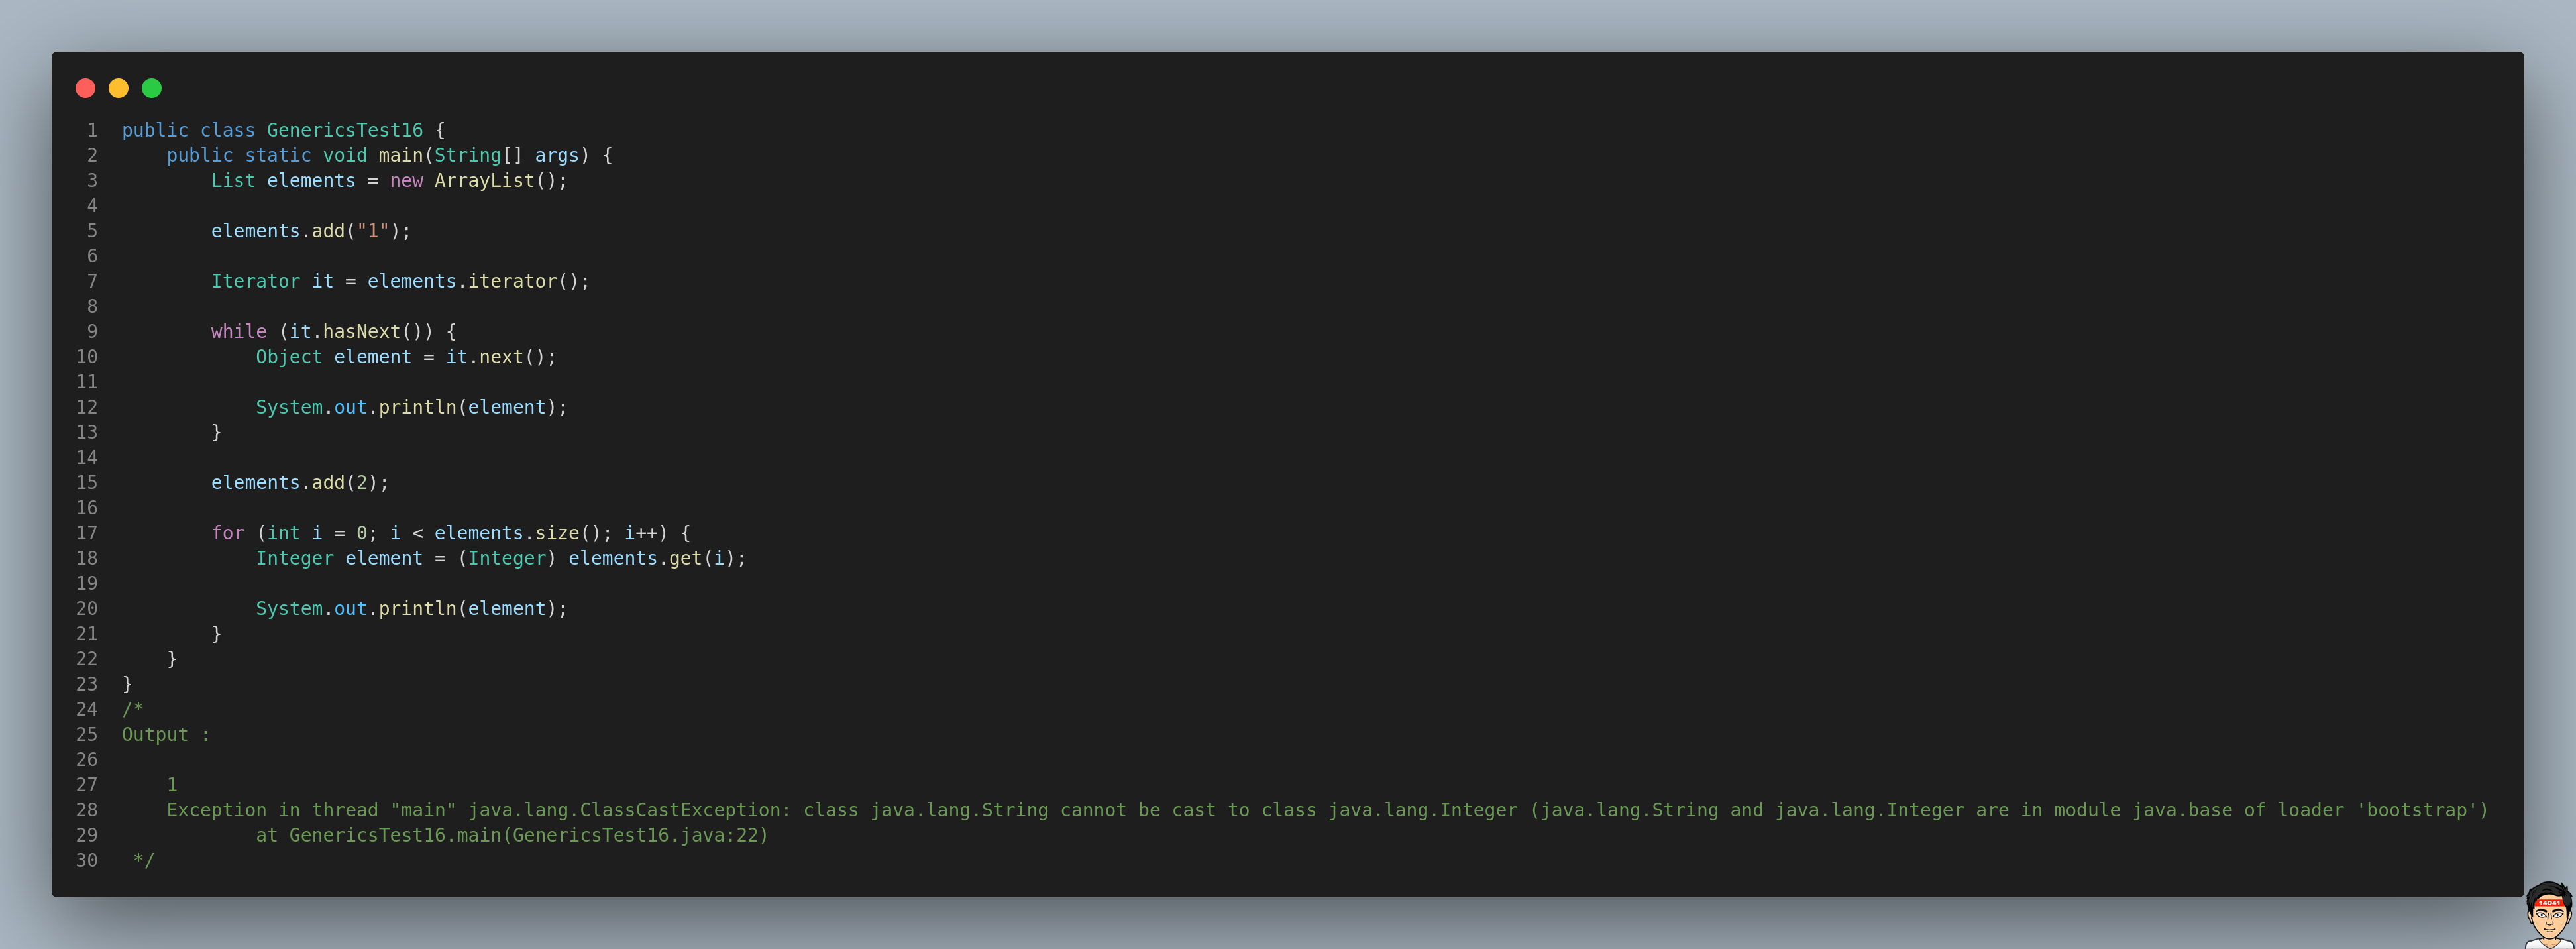 1 public class GenericsTest16 {
2     public static void main(String[] args) {
3         List elements = new ArrayList();
4
5         elements.add("1");
6
7         Iterator it = elements.iterator();
8
9         while (it.hasNext()) {
10             Object element = it.next();
11
12             System.out.println(element);
13         }
14
15         elements.add(2);
16
17         for (int i = 0; i < elements.size(); i++) {
18             Integer element = (Integer) elements.get(i);
19
20             System.out.println(element);
21         }
22     }
23 }
24 /*
25 Output :
26
27     1
28     Exception in thread "main" java.lang.ClassCastException: class java.lang.String cannot be cast to class java.lang.Integer (java.lang.String and java.lang.Integer are in module java.base of loader 'bootstrap')
29             at GenericsTest16.main(GenericsTest16.java:22)
30  */
14041